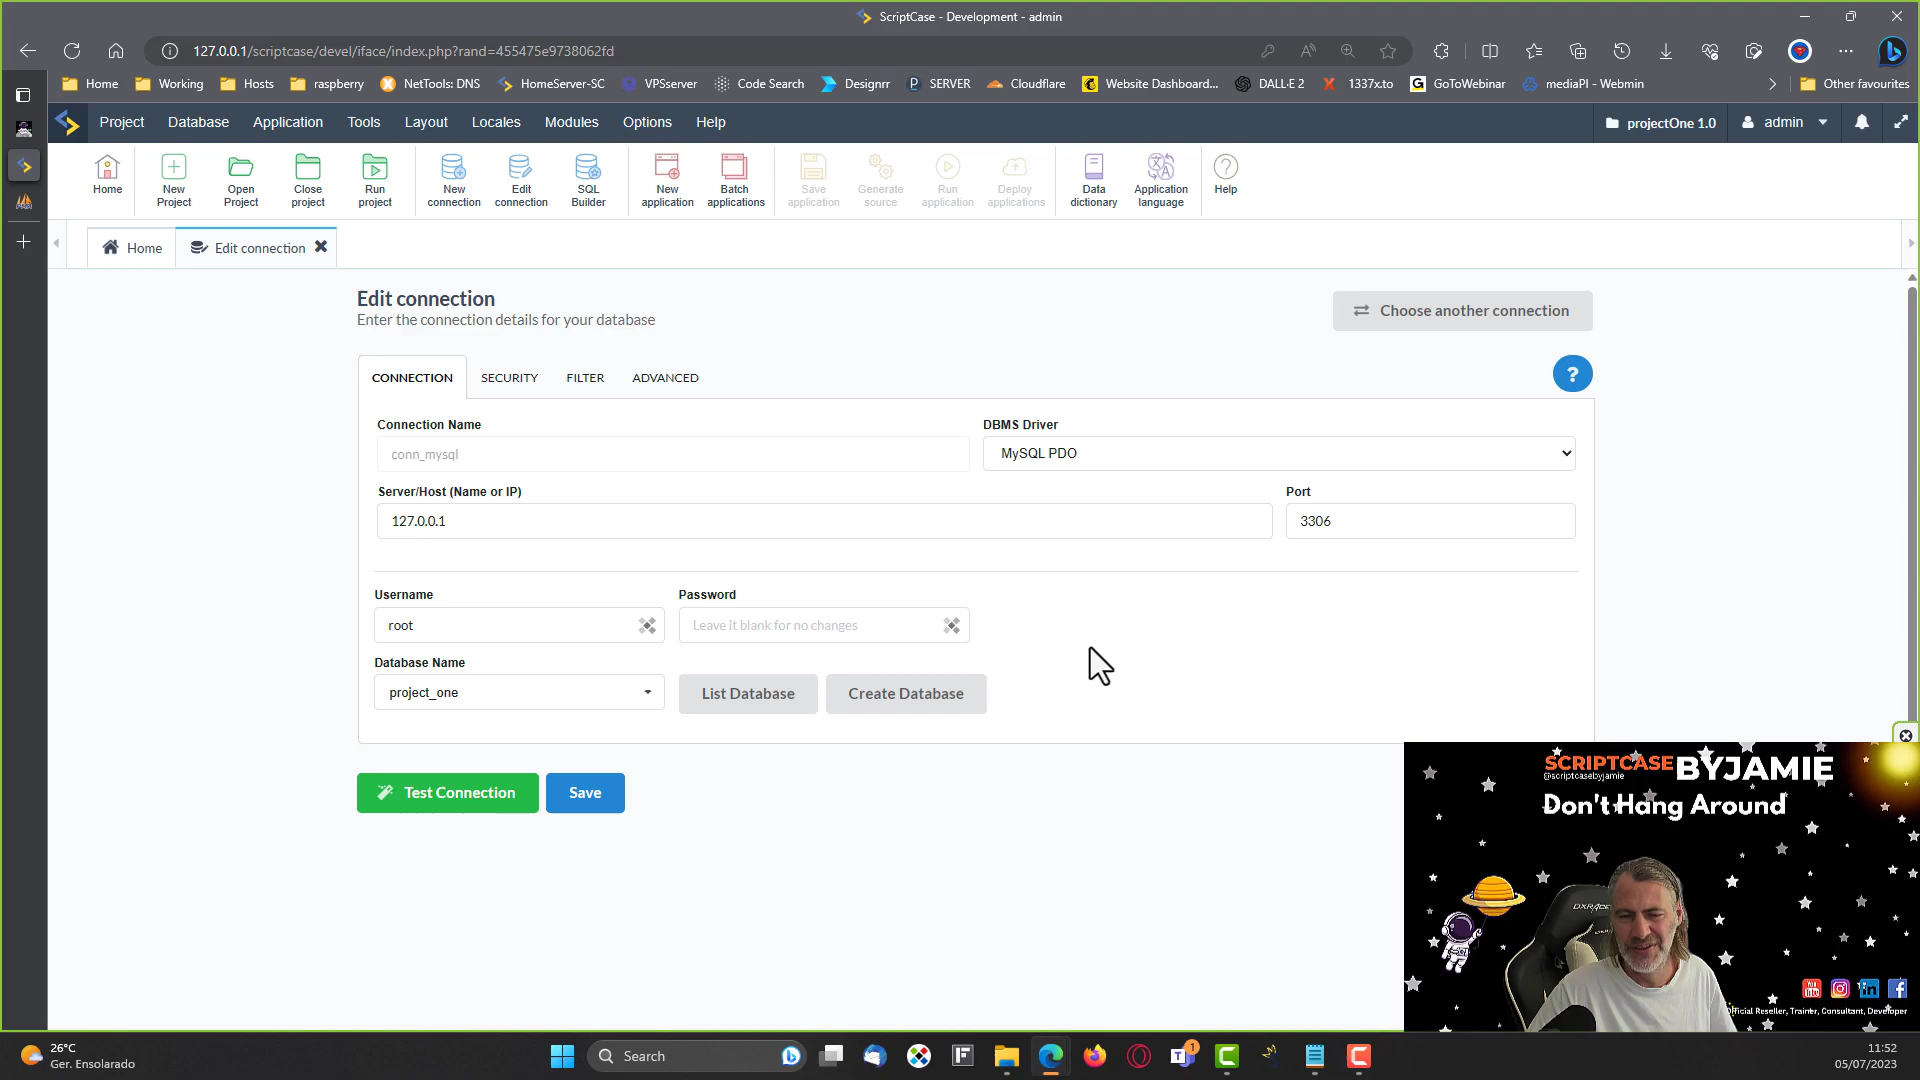 ScriptCase - Development - admin
127.0.0.1/scriptcase/devel/iface/index.php?rand=455475e9738062fd
Home Working Hosts raspberry NetTools: DNS HomeServer-SC VPSserver Code Search Designrr SERVER Cloudflare Website Dashboard... DALL·E 2 1337x.to GoToWebinar mediaPI - Webmin Other favourites
Project Database Application Tools Layout Locales Modules Options Help projectOne 1.0 admin
Home
New Project
Open Project
Close project
Run project
New connection
Edit connection
SQL Builder
New application
Batch applications
Save application
Generate source
Run application
Deploy applications
Data dictionary
Application language
Help
Home Edit connection
Edit connection
Enter the connection details for your database
Choose another connection
CONNECTION SECURITY FILTER ADVANCED
?
Connection Name DBMS Driver
conn_mysql MySQL PDO
Server/Host (Name or IP) Port
127.0.0.1 3306
Username Password
root Leave it blank for no changes
Database Name
project_one List Database Create Database
Test Connection Save
SCRIPTCASE BYJAMIE
@scriptcasebyjamie
Don't Hang Around
DXRACER
Official Reseller, Trainer, Consultant, Developer
26°C
Ger. Ensolarado
Search
1
11:52
05/07/2023